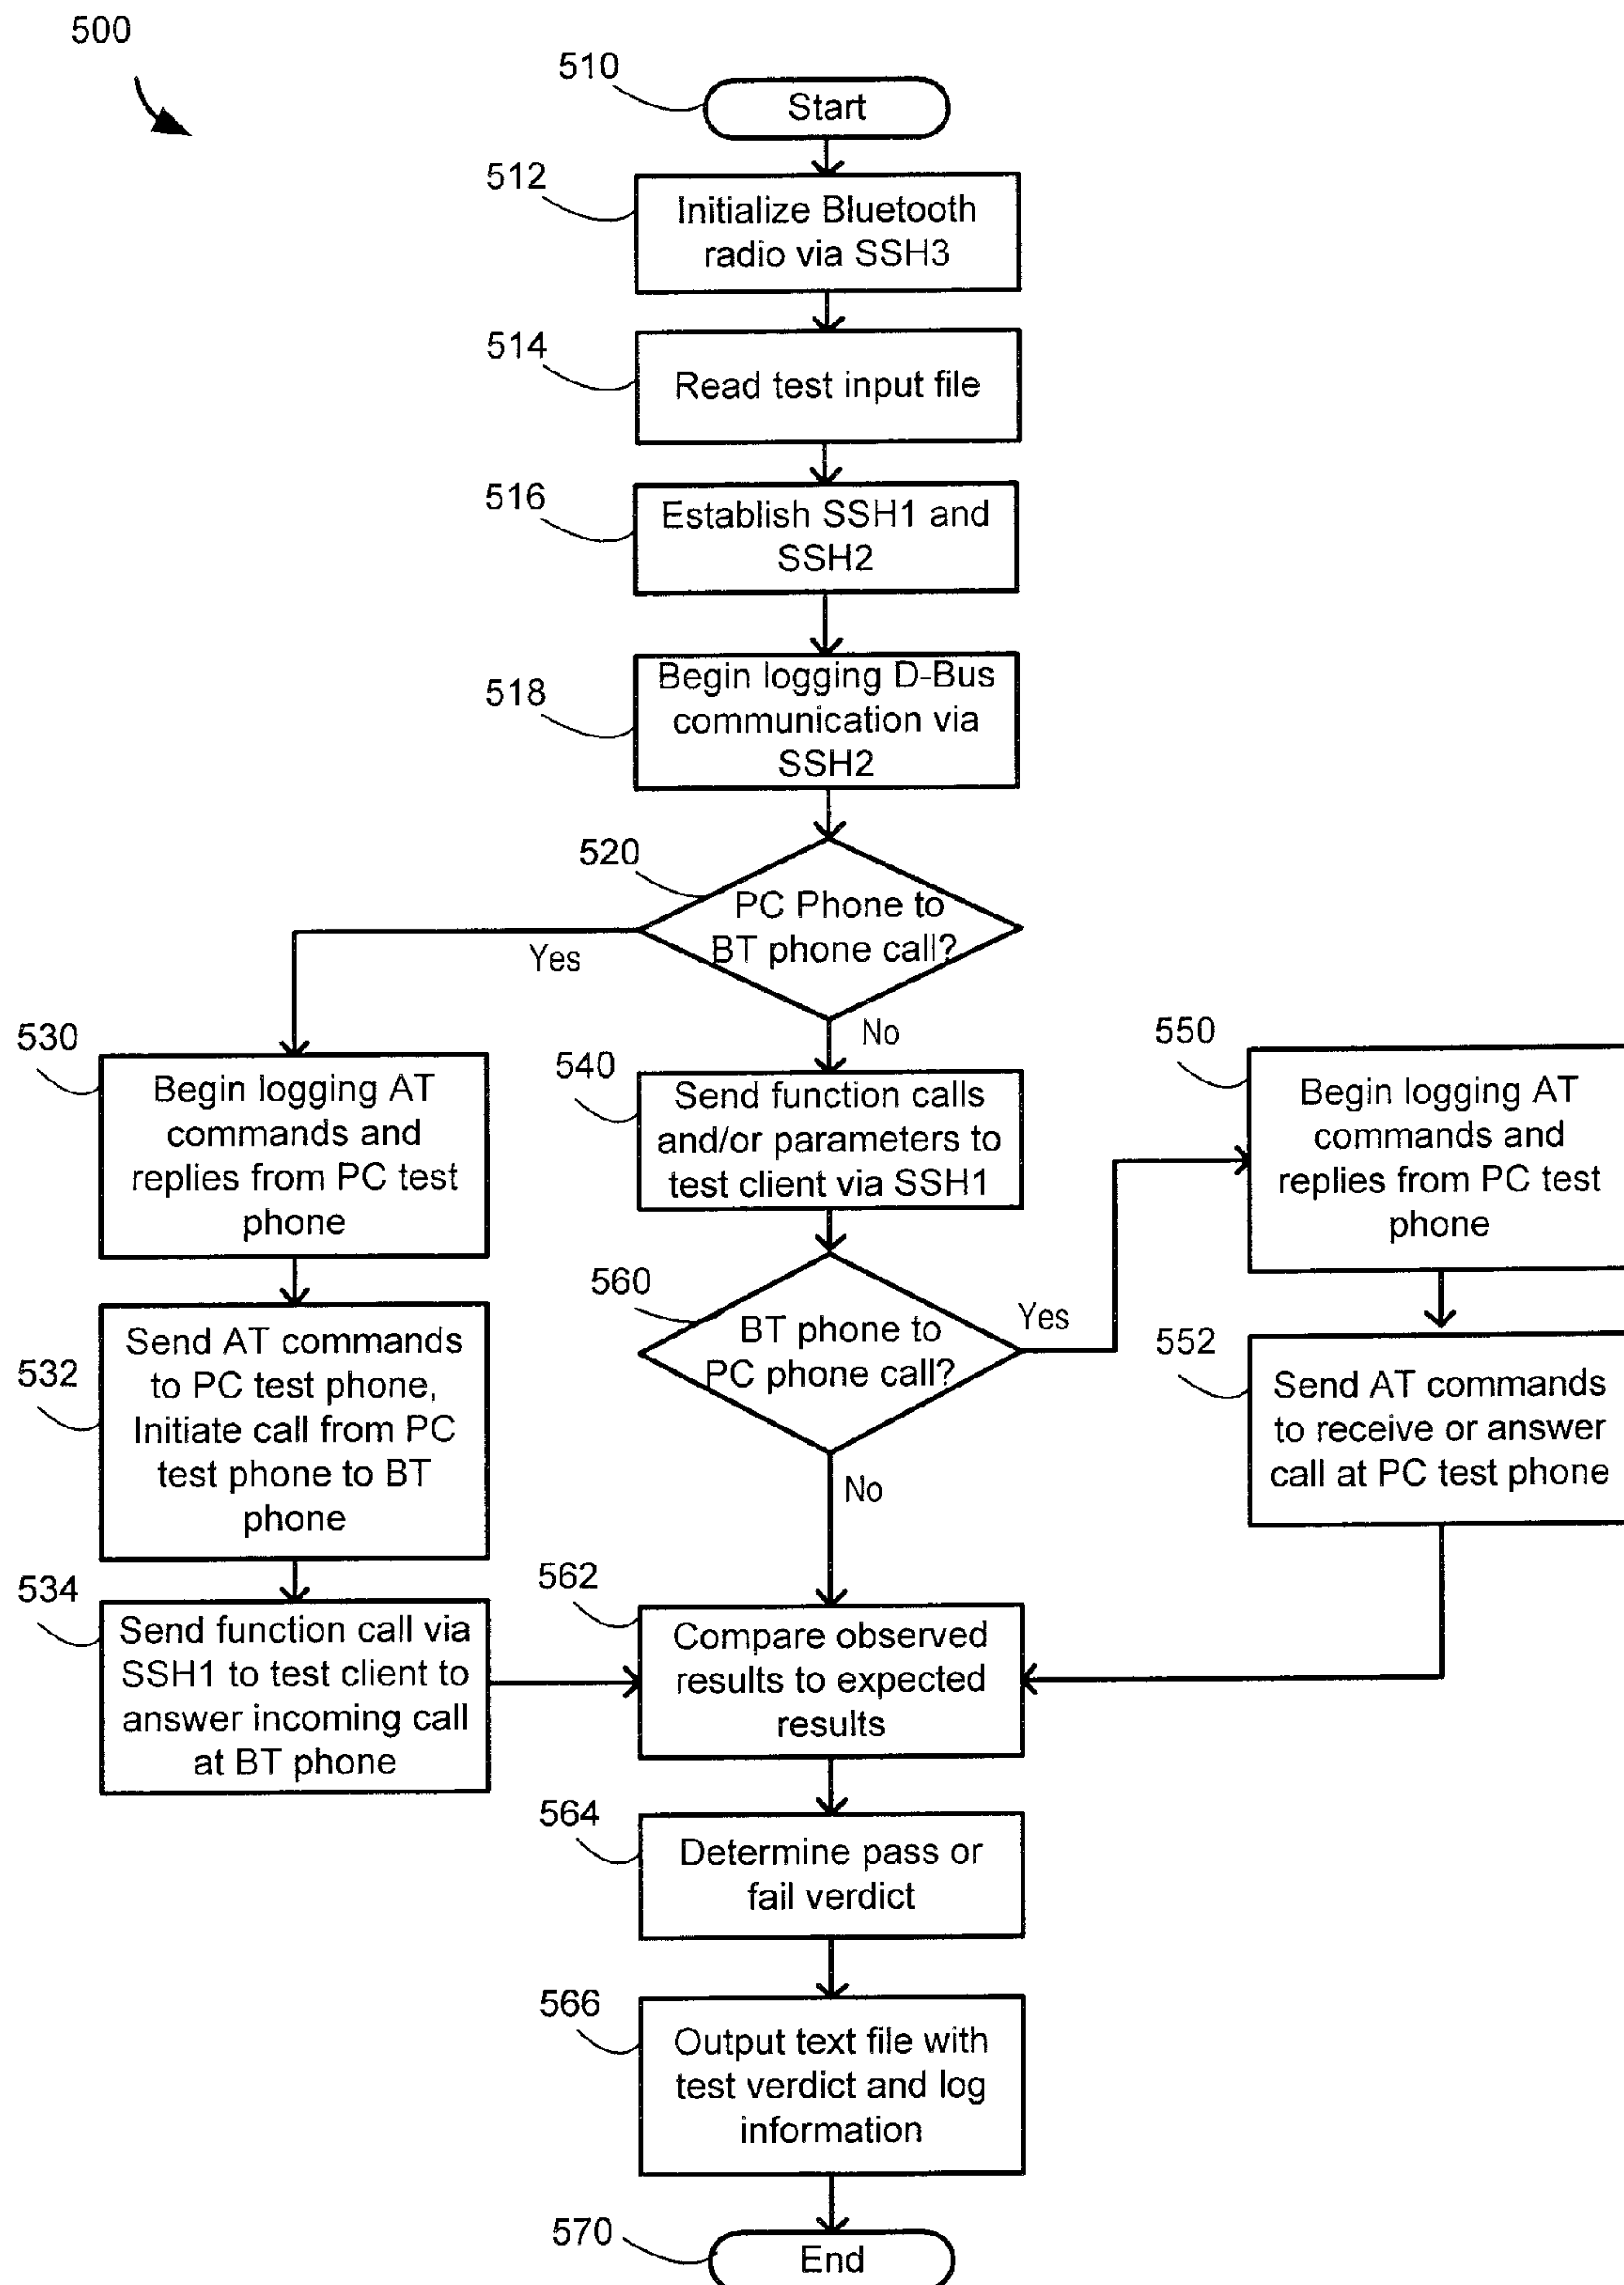 500
510
Start
512
Initialize Bluetooth
radio via SSH3
514
Read test input file
516
Establish SSH1 and
SSH2
518
Begin logging D-Bus
communication via
SSH2
520
PC Phone to
BT phone call?
Yes
No
530
Begin logging AT
commands and
replies from PC test
phone
532
Send AT commands
to PC test phone,
Initiate call from PC
test phone to BT
phone
534
Send function call via
SSH1 to test client to
answer incoming call
at BT phone
540
Send function calls
and/or parameters to
test client via SSH1
560
BT phone to
PC phone call?
Yes
No
550
Begin logging AT
commands and
replies from PC test
phone
552
Send AT commands
to receive or answer
call at PC test phone
562
Compare observed
results to expected
results
564
Determine pass or
fail verdict
566
Output text file with
test verdict and log
information
570
End